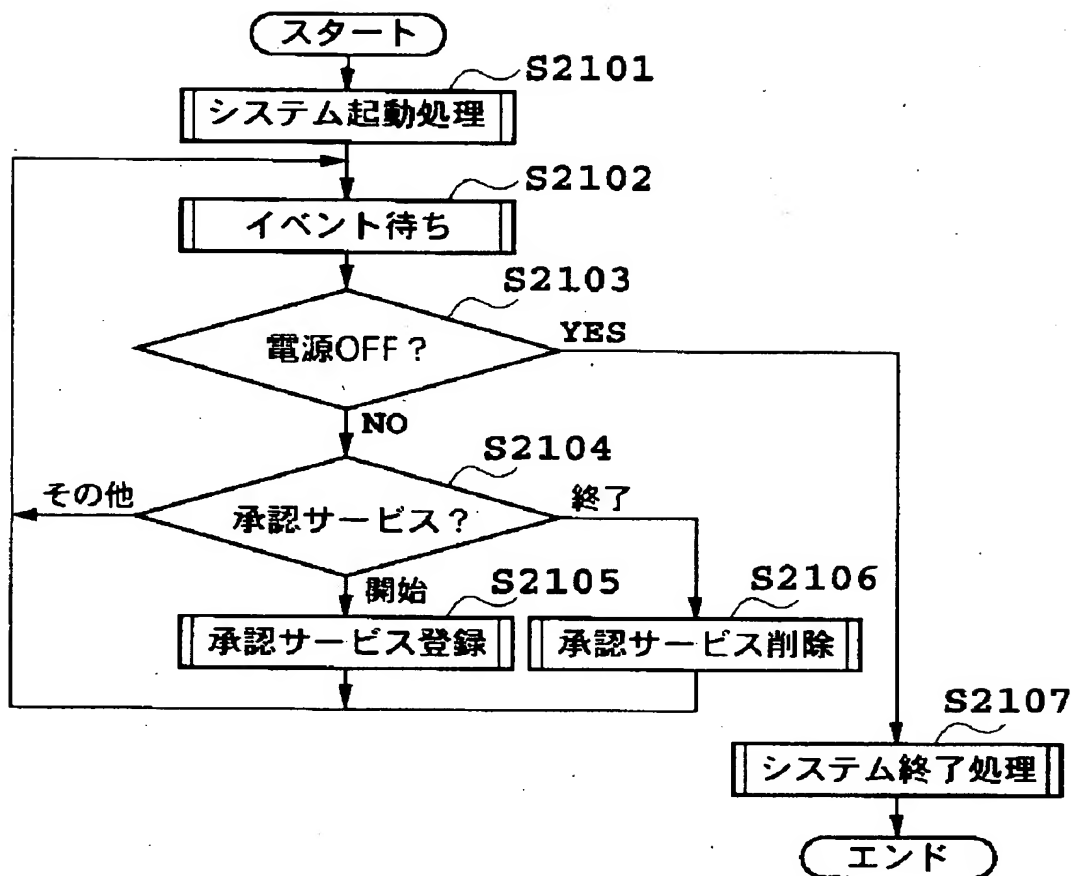 スタート
S2101
システム起動処理
S2102
イベント待ち
S2103
電源OFF？
YES
NO
S2104
その他
承認サービス？
終了
開始
S2105
S2106
承認サービス登録
承認サービス削除
S2107
システム終了処理
エンド